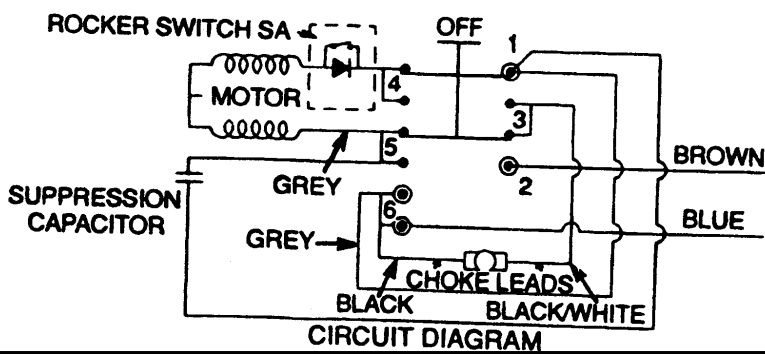 ROCKER SWITCH SA
OFF
1
4
MOTOR
3
5
BROWN
GREY
2
SUPPRESSION
CAPACITOR
6
BLUE
GREY
CHOKE LEADS
BLACK
BLACK/WHITE
CIRCUIT DIAGRAM